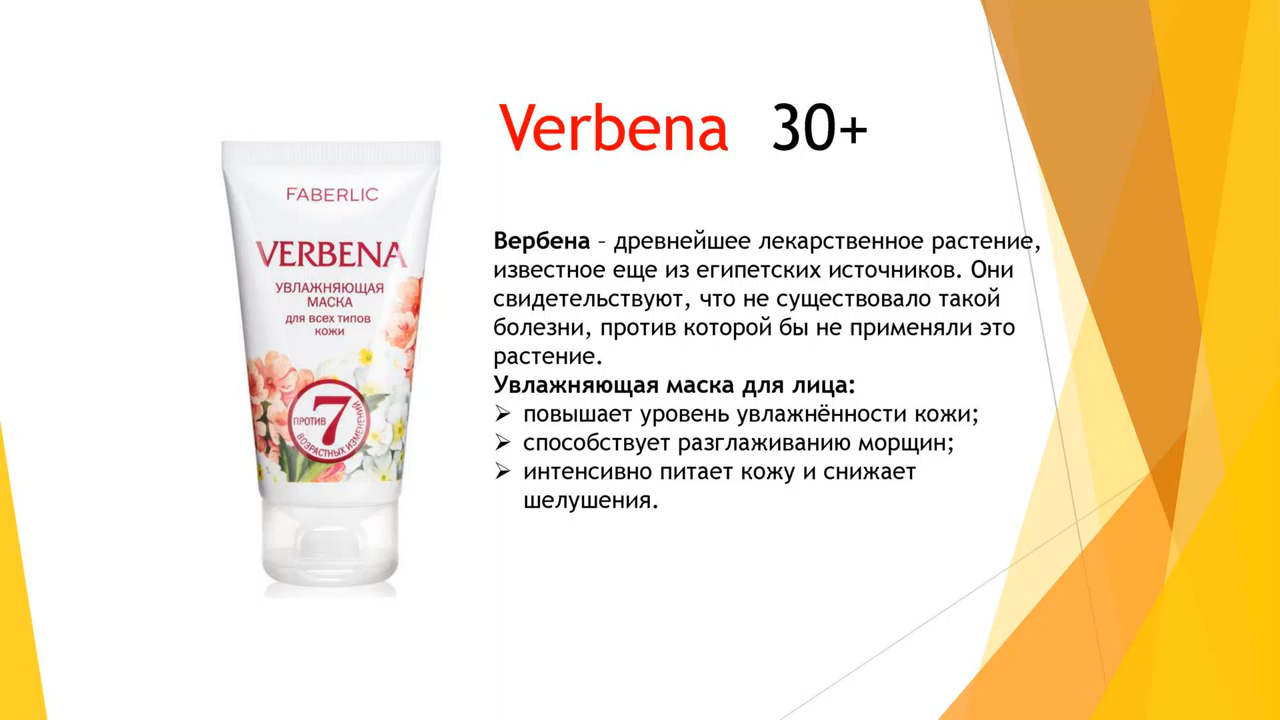 Verbena 30+
FABERLIC
VERBENA
УВЛАЖНЯЮЩАЯ
МАСКА
для всех типов
кожи
ПРОТИВ 7 ВОЗРАСТНЫХ ИЗМЕНЕНИЙ
Вербена – древнейшее лекарственное растение,
известное еще из египетских источников. Они
свидетельствуют, что не существовало такой
болезни, против которой бы не применяли это
растение.
Увлажняющая маска для лица:
➢ повышает уровень увлажнённости кожи;
➢ способствует разглаживанию морщин;
➢ интенсивно питает кожу и снижает
шелушения.